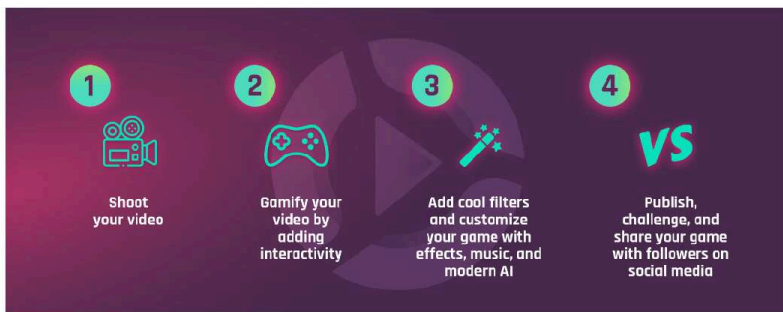 1
Shoot
your video
2
Gamify your
video by
adding
interactivity
3
Add cool filters
and customize
your game with
effects, music, and
modern AI
4
VS
Publish,
challenge, and
share your game
with followers on
social media